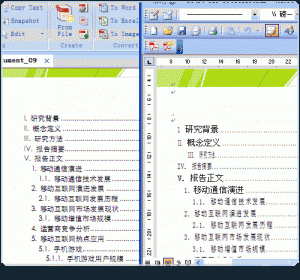 Copy Text
Snapshot
Edit
From File
Create
To Word
To Excel
To Image
Convert
ument_09
I. 研究背景
II. 概念定义
III. 研究方法
IV. 报告摘要
V. 报告正文
1. 移动通信演进
1.1. 移动通信技术发展
2. 移动互联网演进发展
2.1. 移动互联网发展历程
3. 移动互联网市场发展现状
3.1. 移动增值市场规模
4. 运营商竞争分析
5. 移动互联网热点应用
5.1. 手机游戏
5.1.1. 手机游戏用户规模
8 10 12 14 16 18 20 22
I 研究背景
II 概念定义
III 研究方法
IV. 报告摘要
V. 报告正文
1 移动通信演进
1.1 移动通信技术发展
2 移动互联网演进发展
2.1 移动互联网发展历程
3 移动互联网市场发展现状
3.1 移动增值市场规模